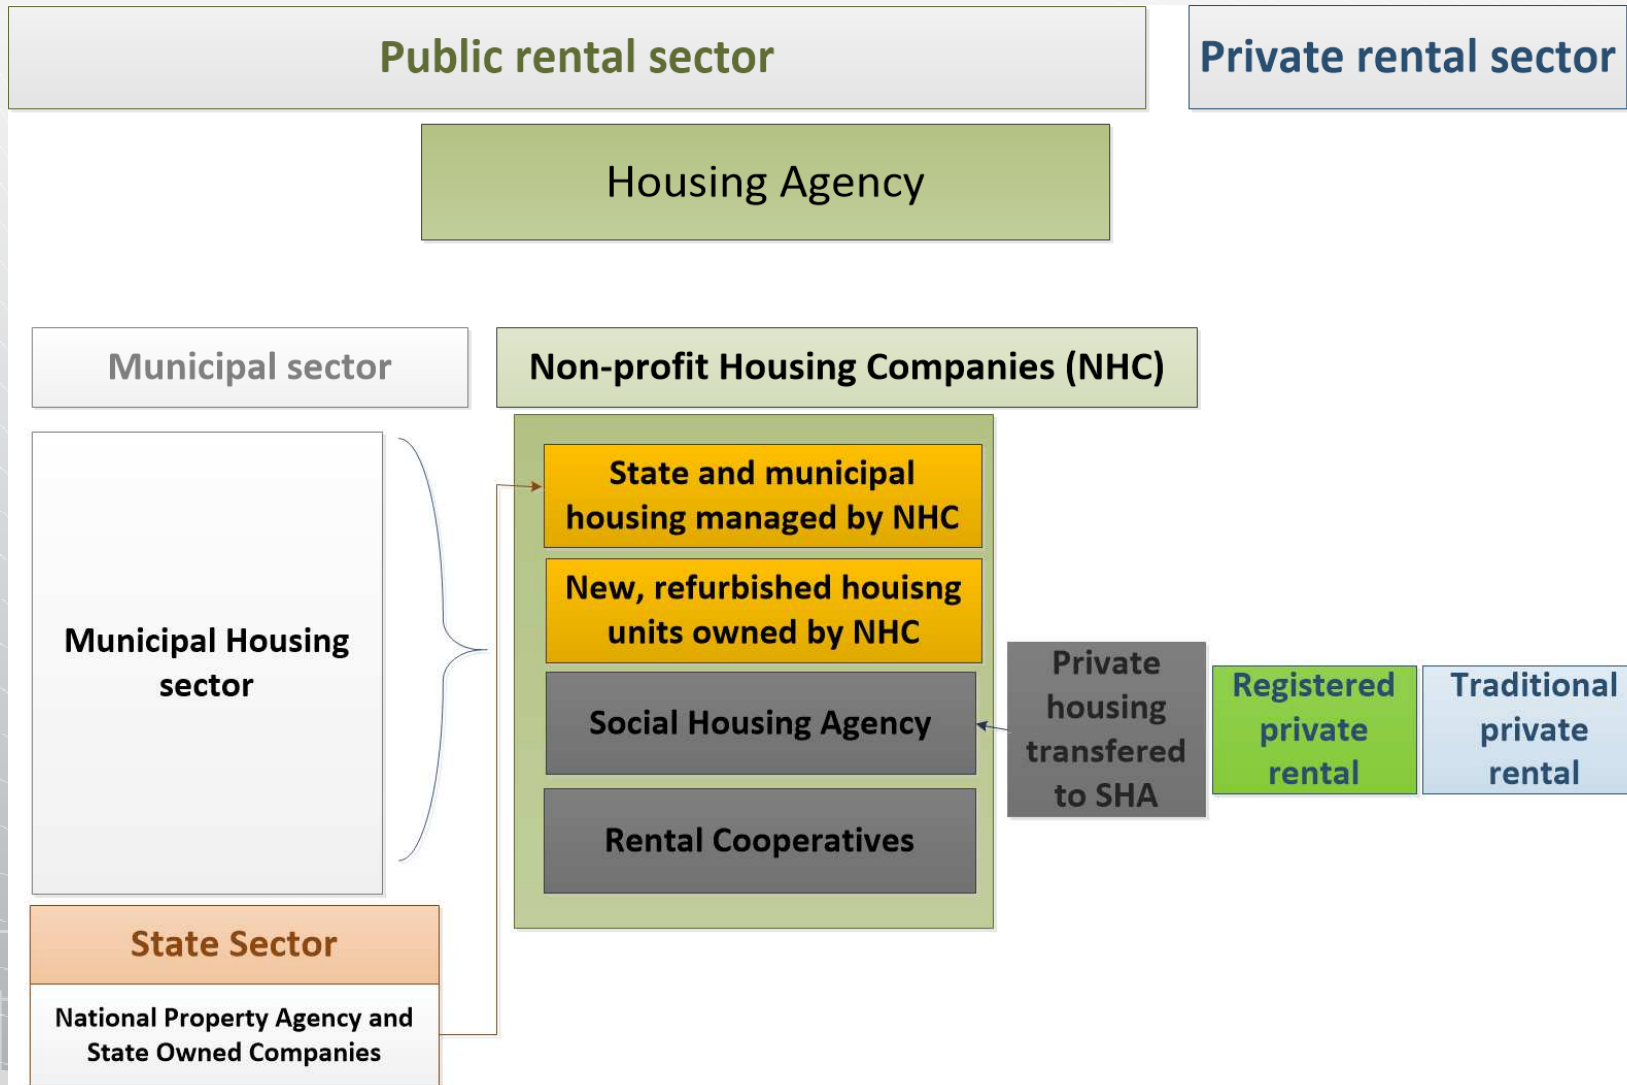 Public rental sector
Private rental sector
Housing Agency
Municipal sector
Non-profit Housing Companies (NHC)
Municipal Housing
sector
State and municipal
housing managed by NHC
New, refurbished houisng
units owned by NHC
Social Housing Agency
Rental Cooperatives
Private
housing
transfered
to SHA
Registered
private
rental
Traditional
private
rental
State Sector
National Property Agency and
State Owned Companies